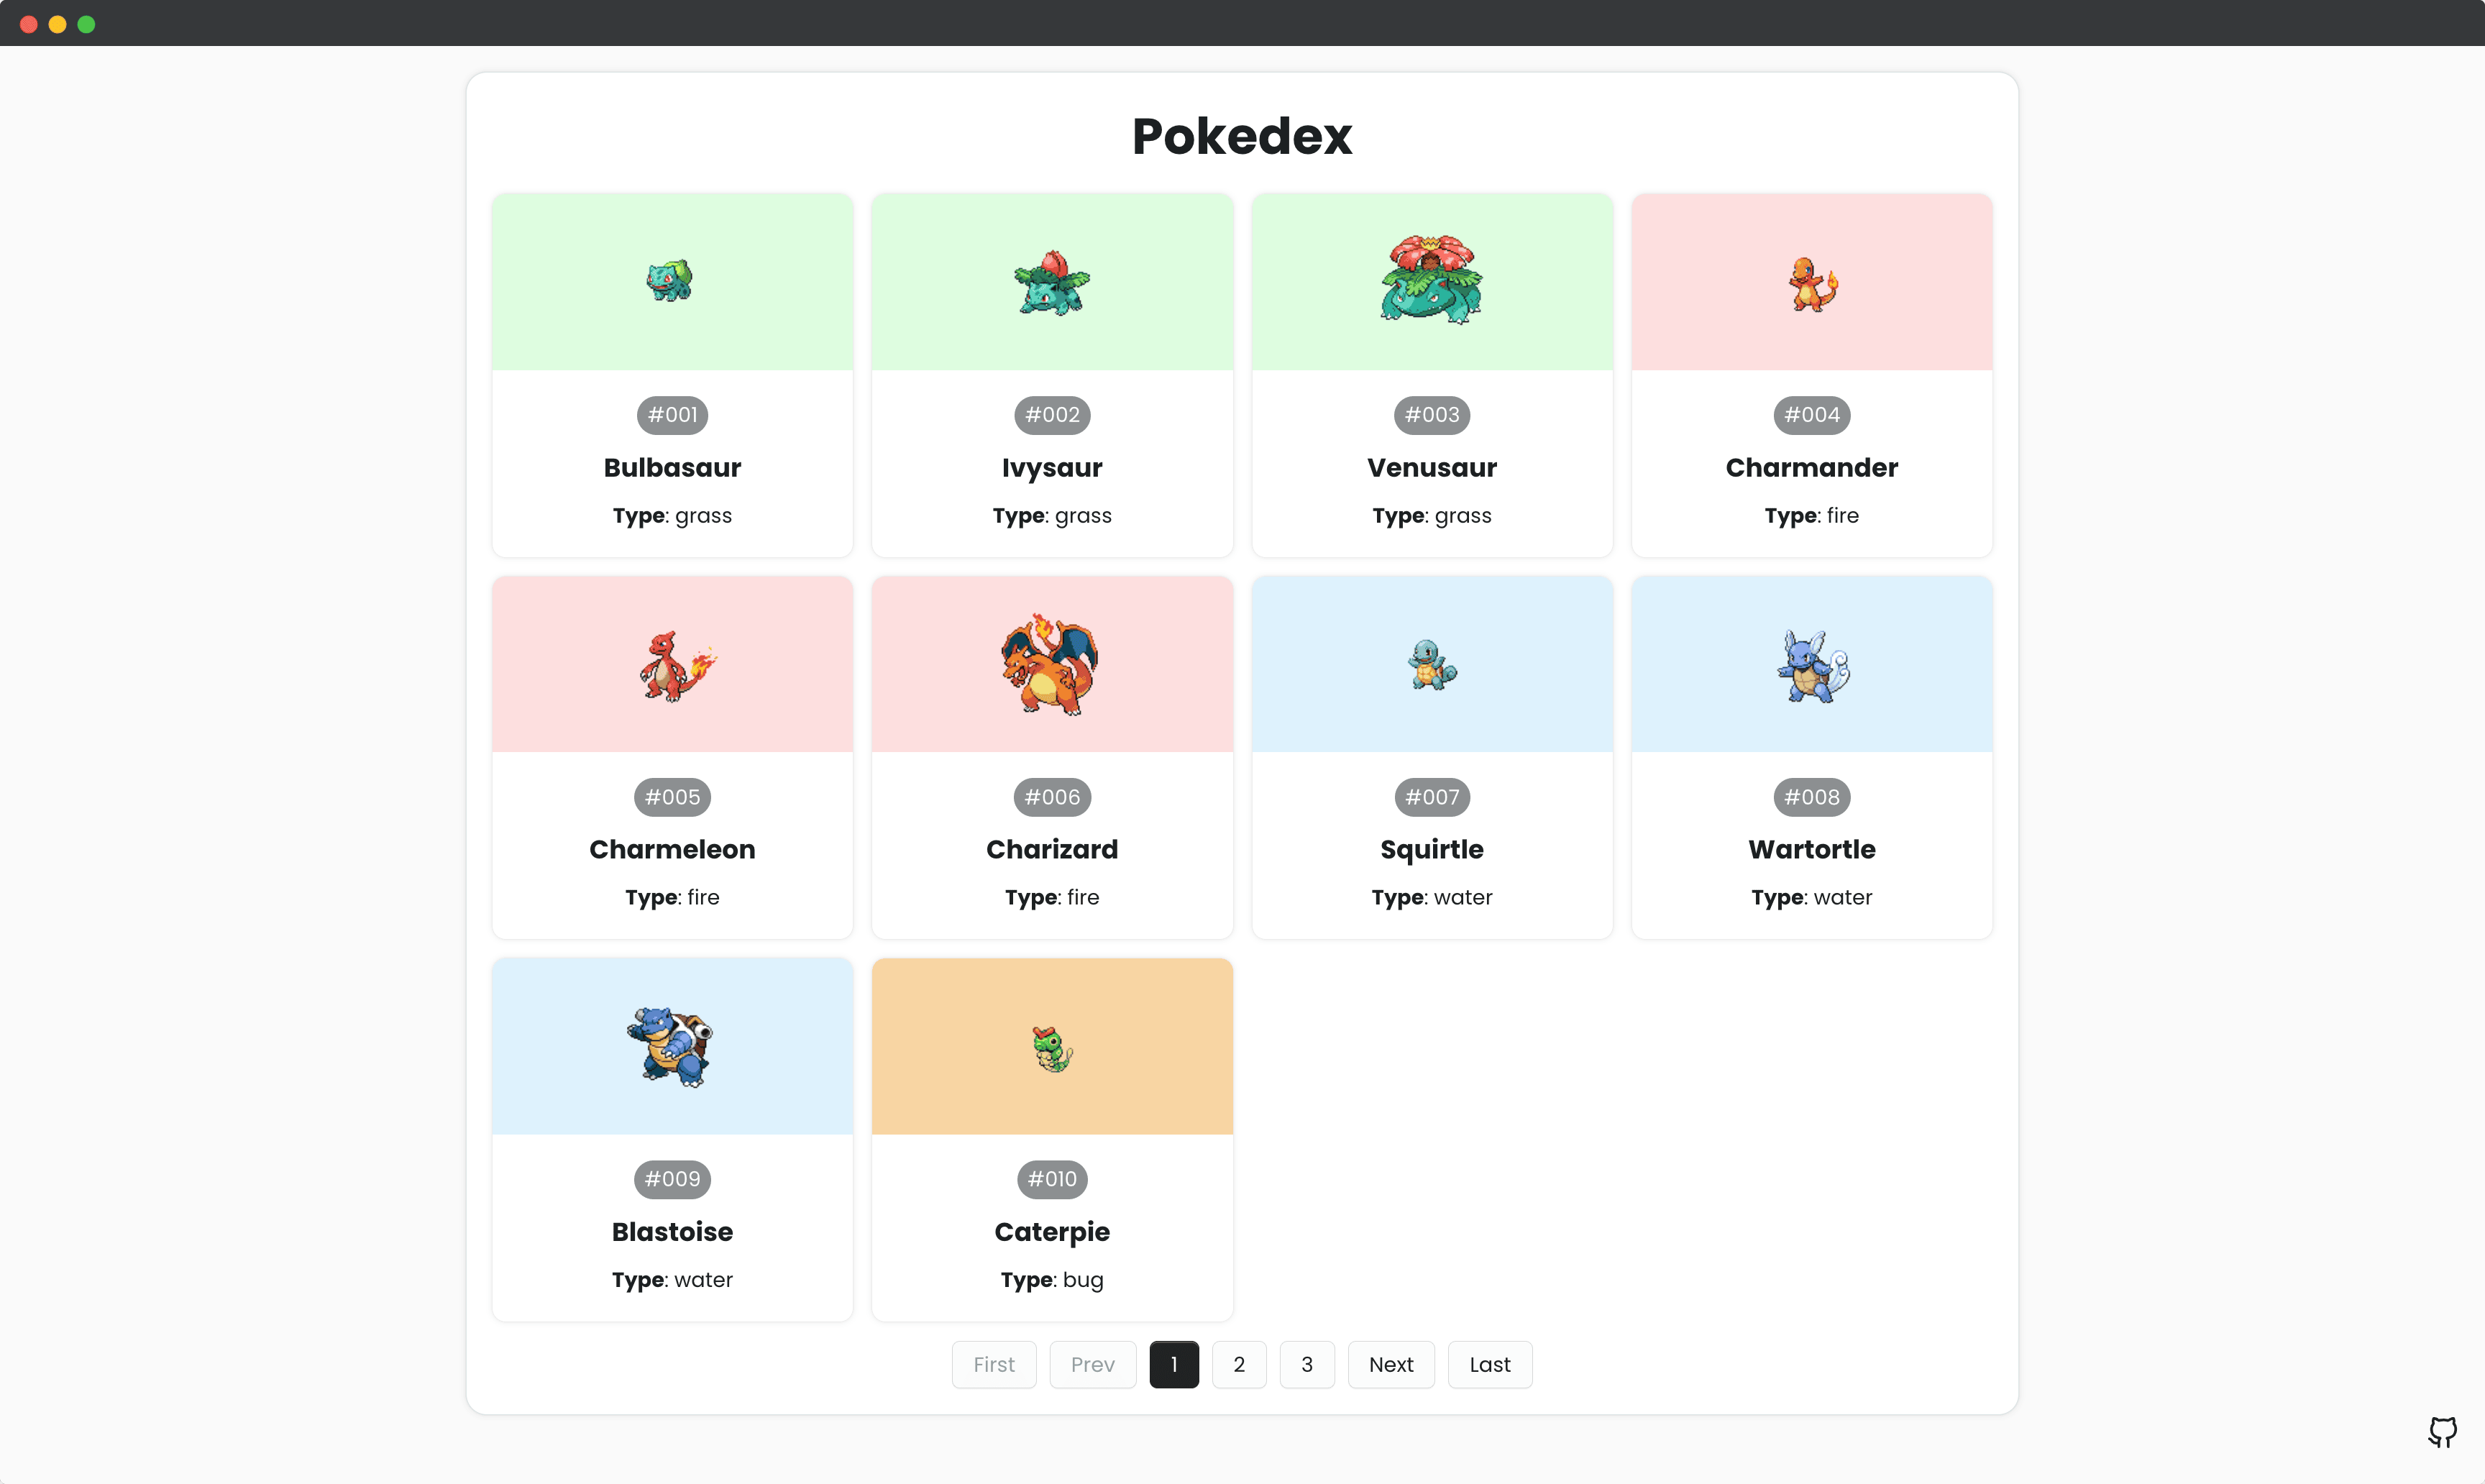 Pokedex
#001
Bulbasaur
Type: grass
#002
Ivysaur
Type: grass
#003
Venusaur
Type: grass
#004
Charmander
Type: fire
#005
Charmeleon
Type: fire
#006
Charizard
Type: fire
#007
Squirtle
Type: water
#008
Wartortle
Type: water
#009
Blastoise
Type: water
#010
Caterpie
Type: bug
First Prev 1 2 3 Next Last